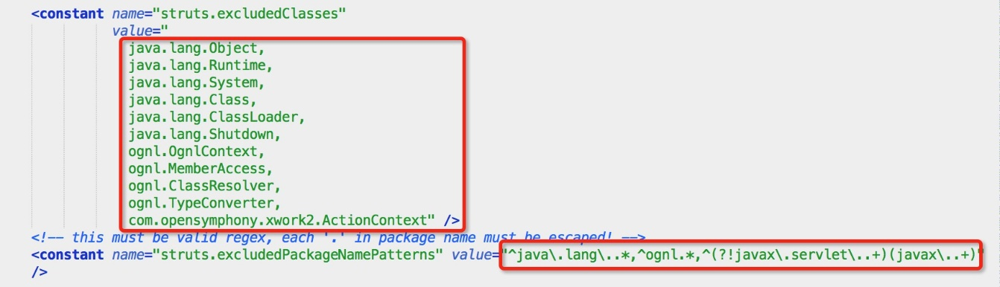 <constant name="struts.excludedClasses"
value="
java.lang.Object,
java.lang.Runtime,
java.lang.System,
java.lang.Class,
java.lang.ClassLoader,
java.lang.Shutdown,
ognl.OgnlContext,
ognl.MemberAccess,
ognl.ClassResolver,
ognl.TypeConverter,
com.opensymphony.xwork2.ActionContext" />
<!-- this must be valid regex, each '.' in package name must be escaped! -->
<constant name="struts.excludedPackageNamePatterns" value="^java\.lang\..*,^ognl.*,^(?!javax\.servlet\..+)(javax\..+)"
/>